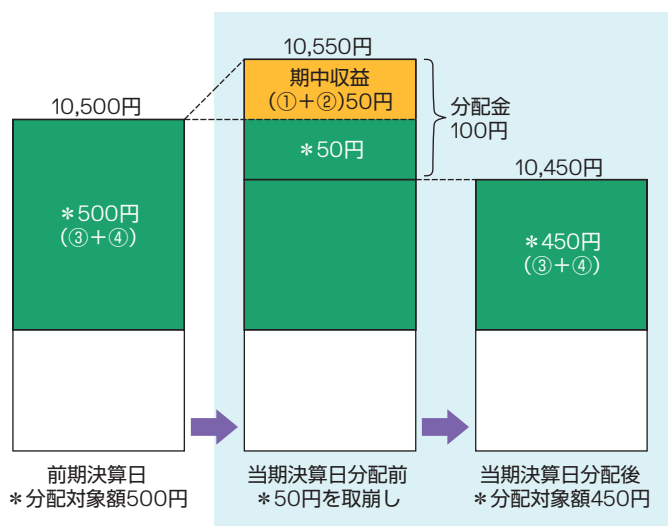 10,550円
期中収益
(①+②)50円
分配金
100円
10,500円
*50円
10,450円
*500円
(③+④)
*450円
(③+④)
前期決算日
*分配対象額500円
当期決算日分配前
*50円を取崩し
当期決算日分配後
*分配対象額450円